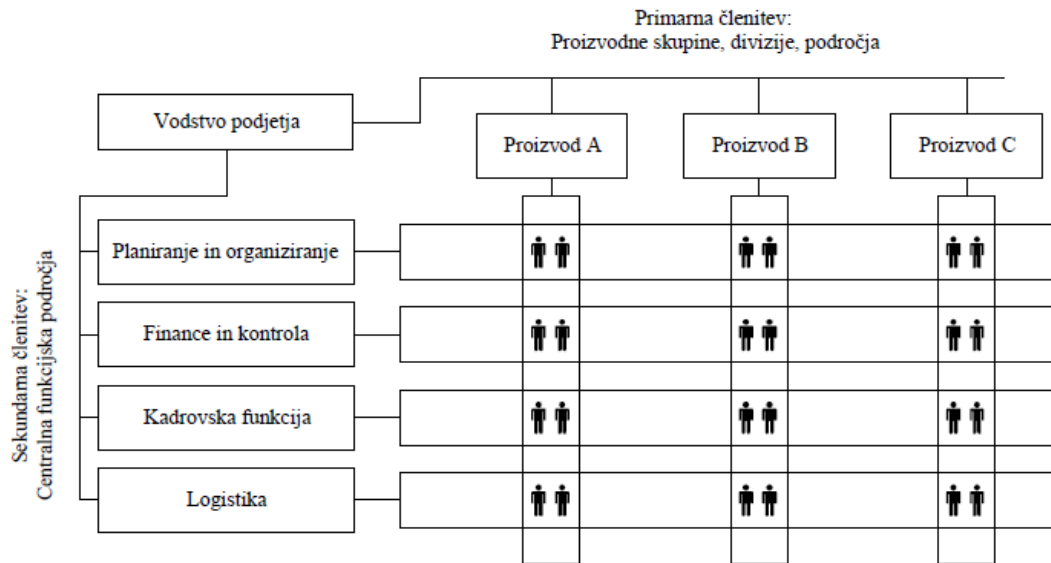 Primarna členitev:
Proizvodne skupine, divizije, področja
Vodstvo podjetja
Proizvod A
Proizvod B
Proizvod C
Sekundarna členitev:
Centralna funkcijska področja
Planiranje in organiziranje
Finance in kontrola
Kadrovska funkcija
Logistika